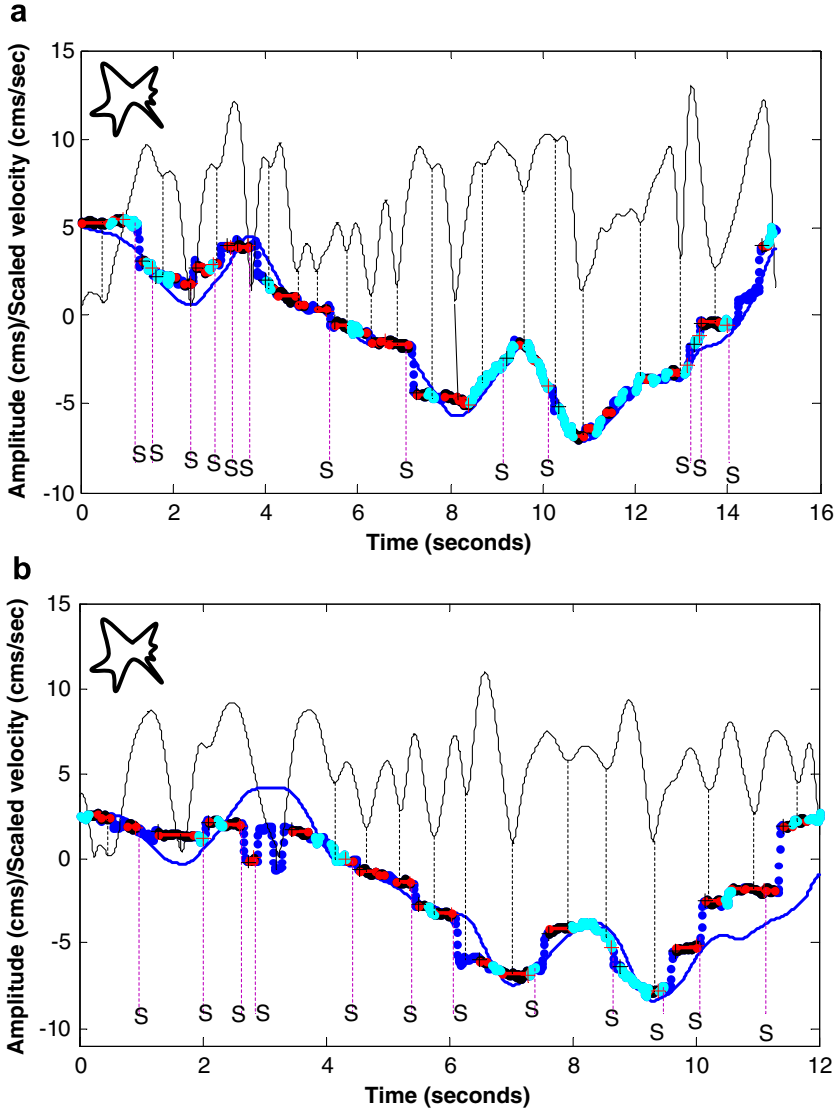 a
Amplitude (cms)/Scaled velocity (cms/sec)
15
10
5
0
-5
-10
S S S S S S S S S S S S S
0 2 4 6 8 10 12 14 16
Time (seconds)
b
Amplitude (cms)/Scaled velocity (cms/sec)
15
10
5
0
-5
-10
S S S S S S S S S S S S
0 2 4 6 8 10 12
Time (seconds)